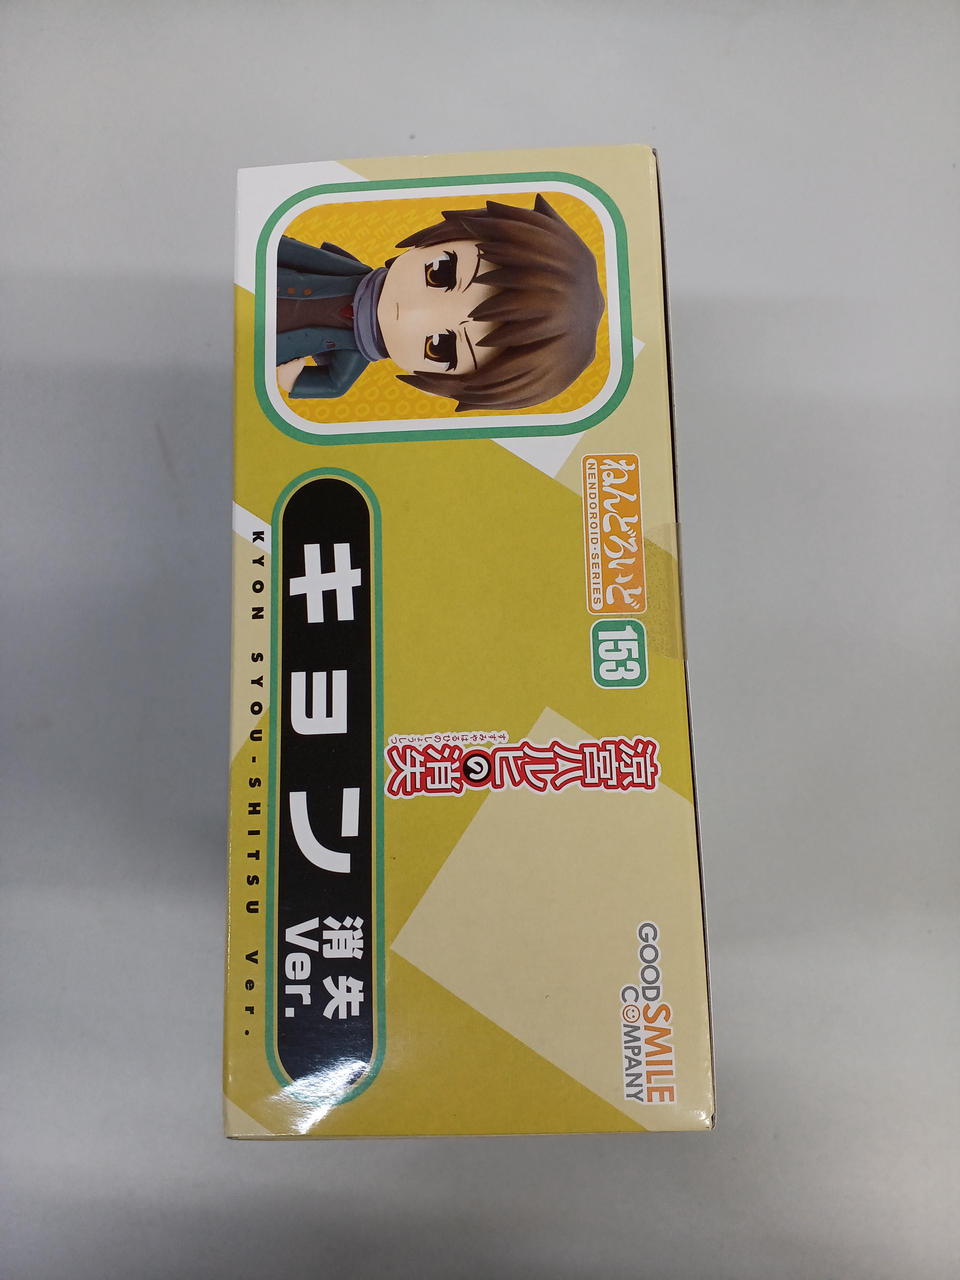 ねんどろいど
NENDOROID·SERIES
153
涼宮ハルヒの消失
すずみやはるひのしょうしつ
GOOD SMILE COMPANY
キョン 消失 Ver.
KYON SYOU-SHITSU Ver.